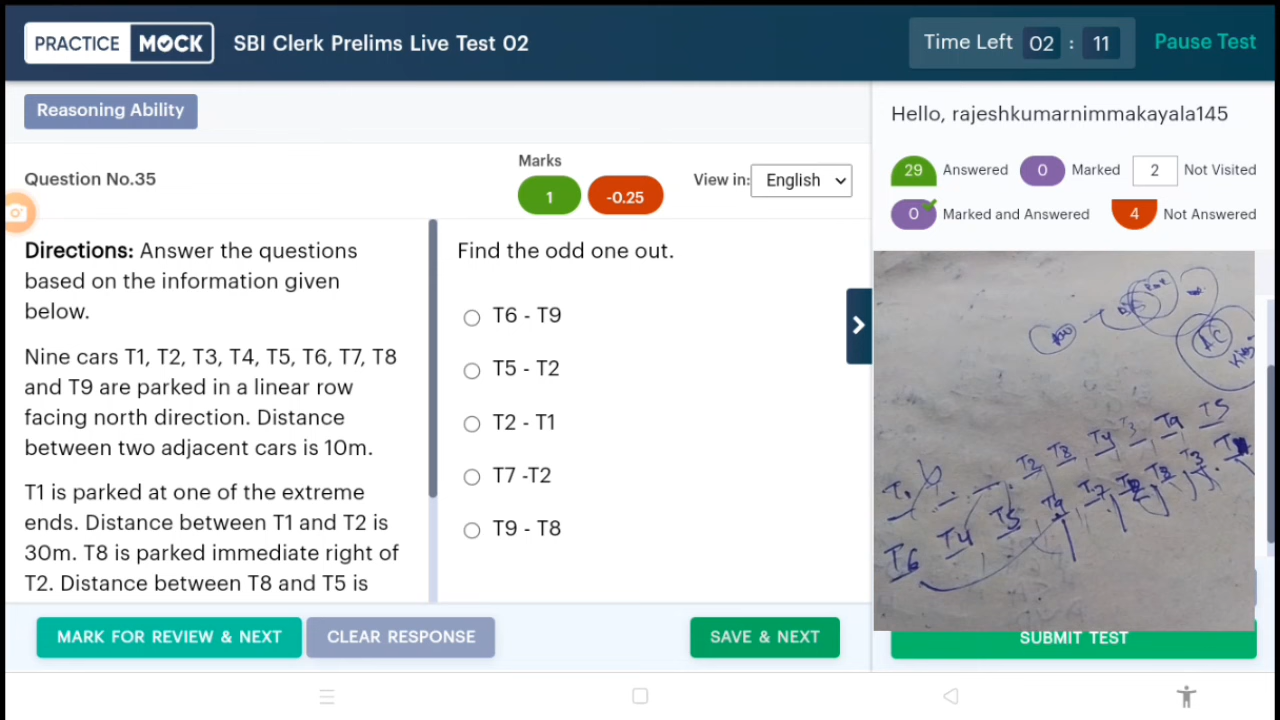 PRACTICE MOCK SBI Clerk Prelims Live Test 02 Time Left 02 : 11 Pause Test
Reasoning Ability
Hello, rajeshkumarnimmakayala145
Question No.35
Marks
1 -0.25
View in: English
29 Answered 0 Marked 2 Not Visited
0 Marked and Answered 4 Not Answered
Directions: Answer the questions
based on the information given
below.
Nine cars T1, T2, T3, T4, T5, T6, T7, T8
and T9 are parked in a linear row
facing north direction. Distance
between two adjacent cars is 10m.
T1 is parked at one of the extreme
ends. Distance between T1 and T2 is
30m. T8 is parked immediate right of
T2. Distance between T8 and T5 is
Find the odd one out.
T6 - T9
T5 - T2
T2 - T1
T7 -T2
T9 - T8
AC
T2 T8 T4 T3 T9 T5
T6 T4 T5 T9 T7 T2 T8 T3
MARK FOR REVIEW & NEXT
CLEAR RESPONSE
SAVE & NEXT
SUBMIT TEST